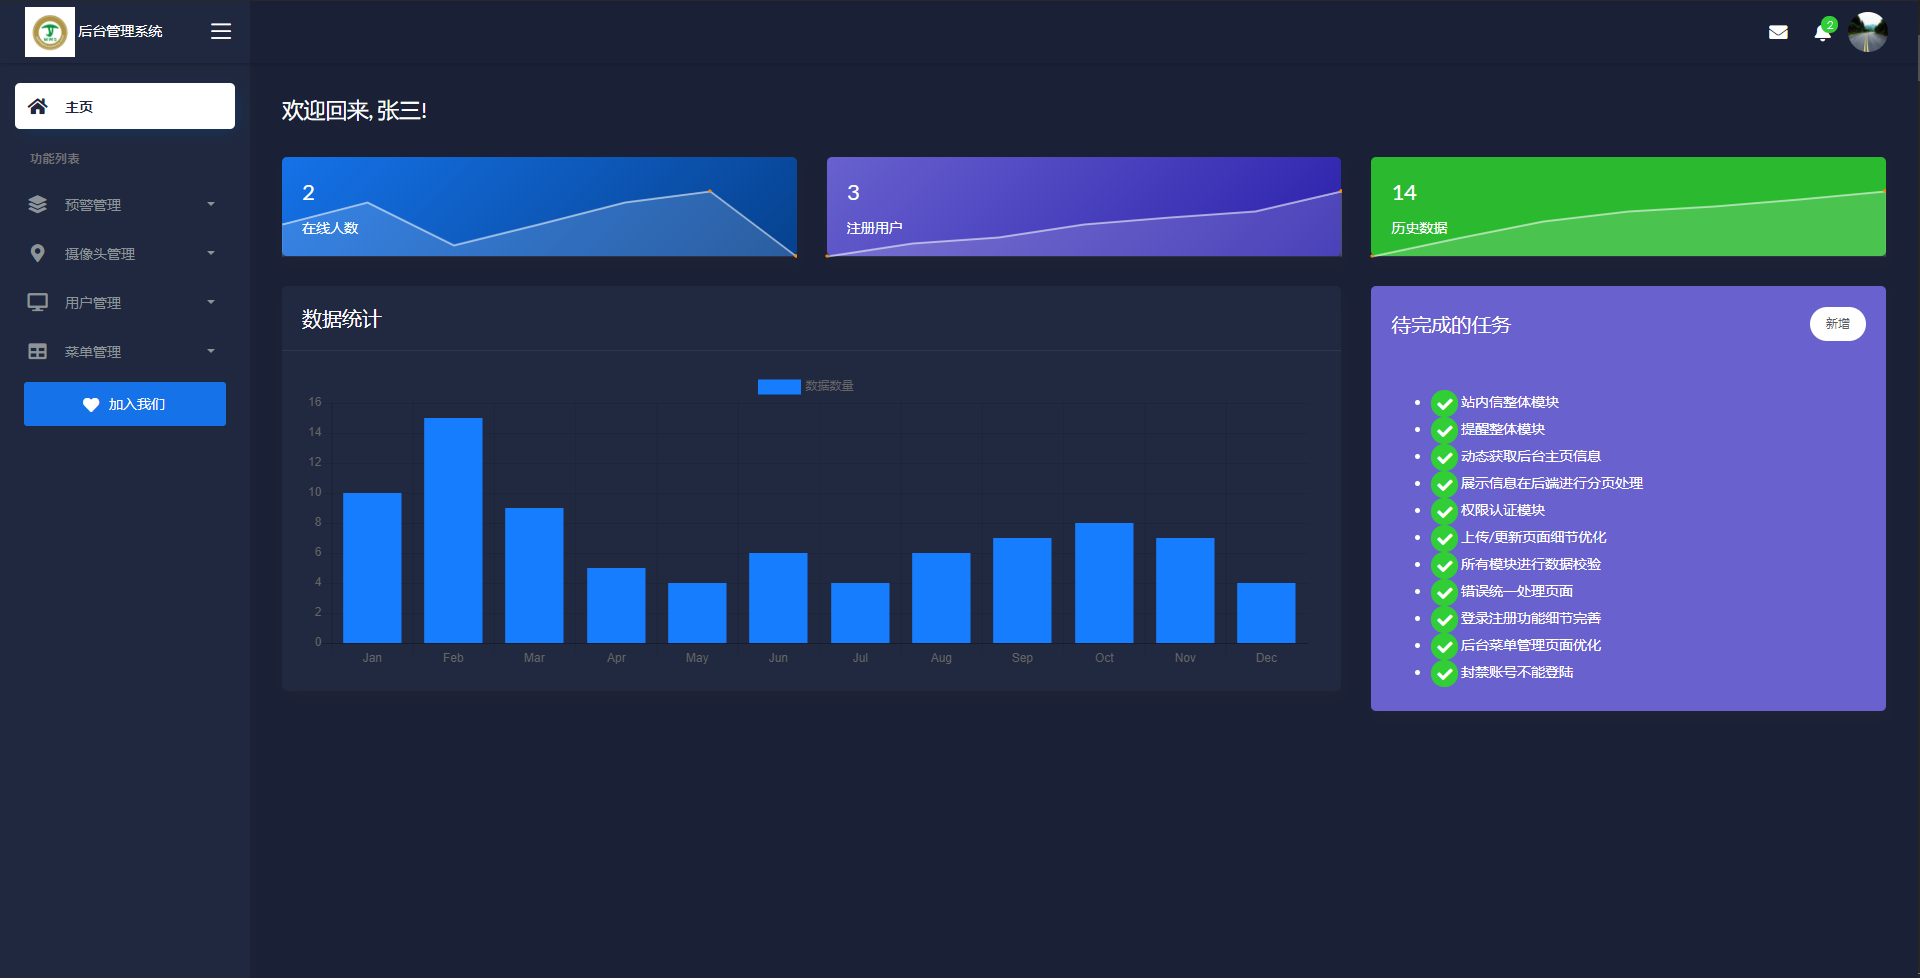 后台管理系统
2
主页
功能列表
预警管理
摄像头管理
用户管理
菜单管理
加入我们
欢迎回来, 张三!
2
在线人数
3
注册用户
14
历史数据
数据统计
数据数量
16
14
12
10
8
6
4
2
0
Jan Feb Mar Apr May Jun Jul Aug Sep Oct Nov Dec
待完成的任务
新增
站内信整体模块
提醒整体模块
动态获取后台主页信息
展示信息在后端进行分页处理
权限认证模块
上传/更新页面细节优化
所有模块进行数据校验
错误统一处理页面
登录注册功能细节完善
后台菜单管理页面优化
封禁账号不能登陆